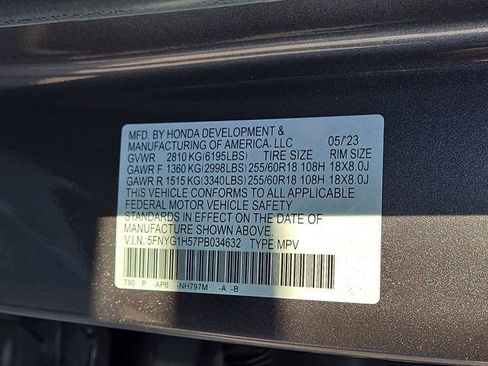 MFD. BY HONDA DEVELOPMENT &
MANUFACTURING OF AMERICA, LLC 05/'23
GVWR 2810 KG (6195LBS) TIRE SIZE RIM SIZE
GAWR F 1360 KG (2998LBS) 255/60R18 108H 18X8.0J
GAWR R 1515 KG (3340LBS) 255/60R18 108H 18X8.0J
THIS VEHICLE CONFORMS TO ALL APPLICABLE
FEDERAL MOTOR VEHICLE SAFETY
STANDARDS IN EFFECT ON THE DATE OF
MANUFACTURE SHOWN ABOVE.
V.I.N. 5FNYG1H57PB034632 TYPE MPV
T90 P AP6 -NH797M -A -B